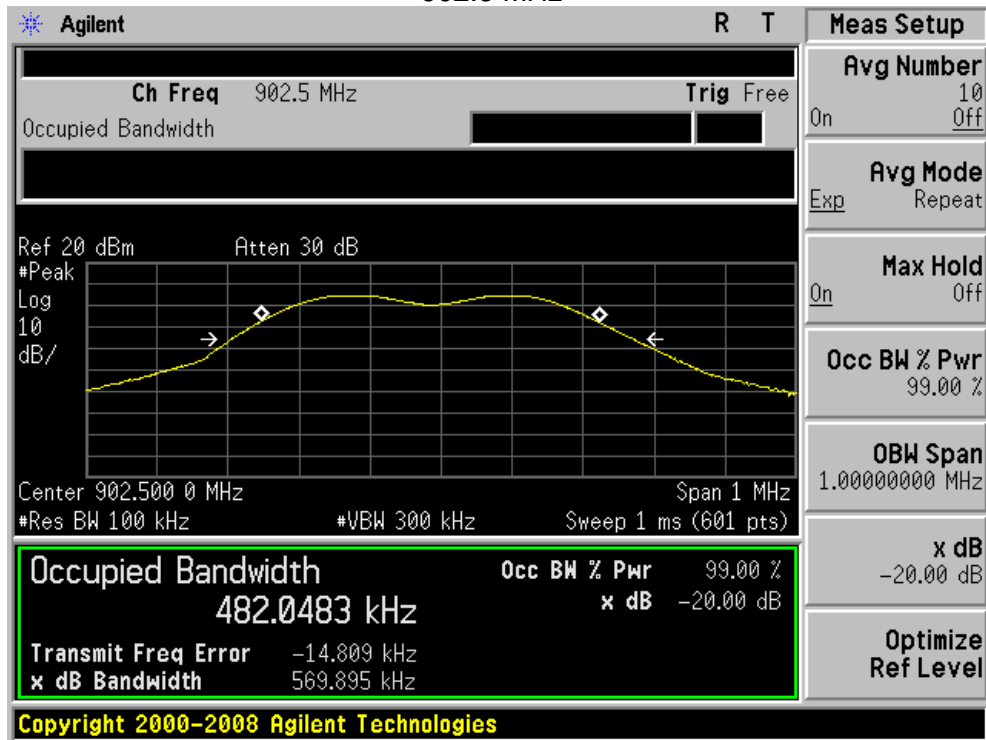 Agilent R T
Ch Freq 902.5 MHz Trig Free
Occupied Bandwidth
Ref 20 dBm Atten 30 dB
#Peak
Log
10
dB/
Center 902.500 0 MHz Span 1 MHz
#Res BW 100 kHz #VBW 300 kHz Sweep 1 ms (601 pts)
Occupied Bandwidth Occ BW % Pwr 99.00 %
482.0483 kHz x dB -20.00 dB
Transmit Freq Error -14.809 kHz
x dB Bandwidth 569.895 kHz
Copyright 2000-2008 Agilent Technologies
Meas Setup
Avg Number
10
On Off
Avg Mode
Exp Repeat
Max Hold
On Off
Occ BW % Pwr
99.00 %
OBW Span
1.00000000 MHz
x dB
-20.00 dB
Optimize
Ref Level